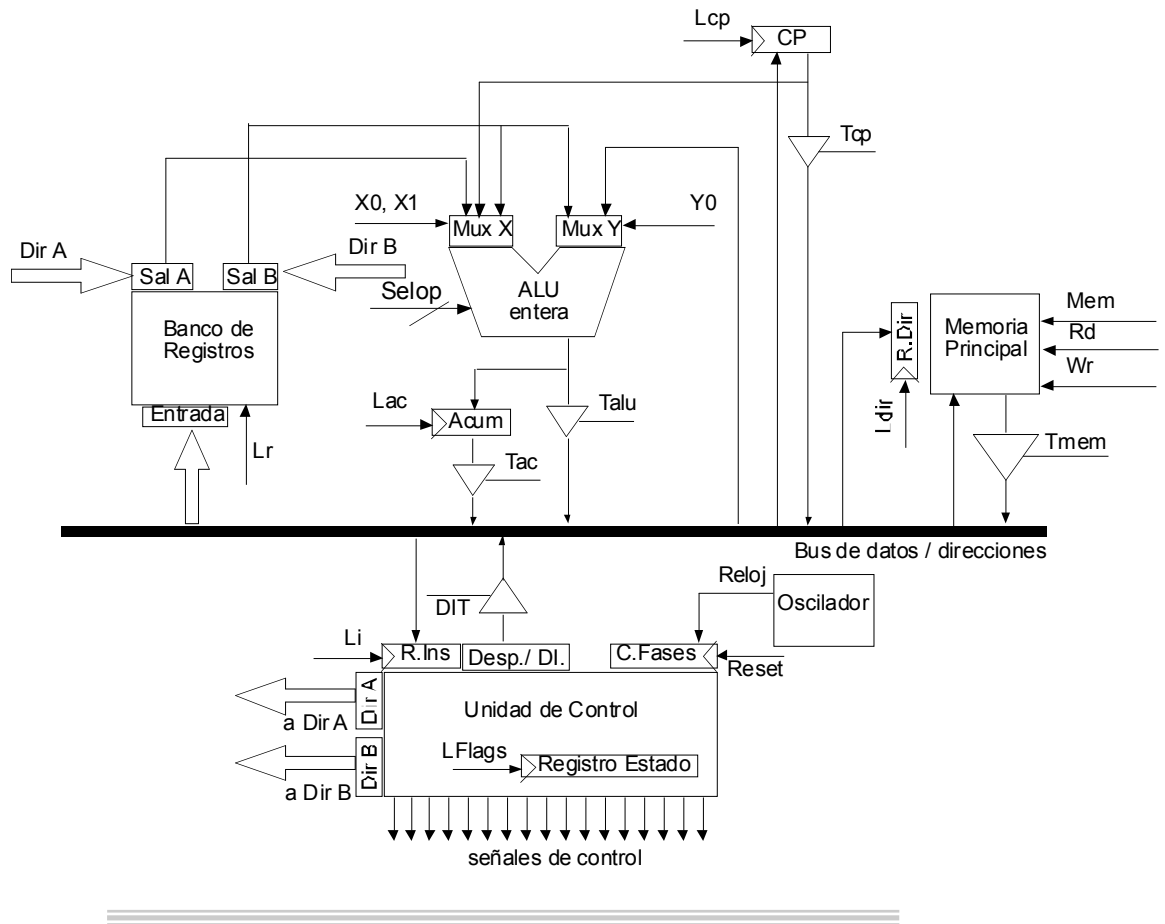 Lcp
CP
Tcp
X0, X1
Y0
Mux X
Mux Y
Dir A
Dir B
Sal A
Sal B
Selop
ALU
entera
Banco de
Registros
R.Dir
Memoria
Principal
Mem
Rd
Wr
Entrada
Lac
Acum
Talu
Ldir
Lr
Tac
Tmem
Bus de datos / direcciones
Reloj
Oscilador
DIT
Li
R.Ins
Desp./ DI.
C.Fases
Reset
Dir A
a Dir A
Unidad de Control
Dir B
a Dir B
LFlags
Registro Estado
señales de control